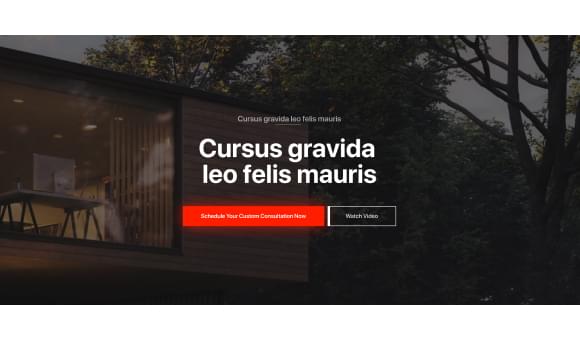 Cursus gravida leo felis mauris
Cursus gravida
leo felis mauris
Schedule Your Custom Consultation Now
Watch Video